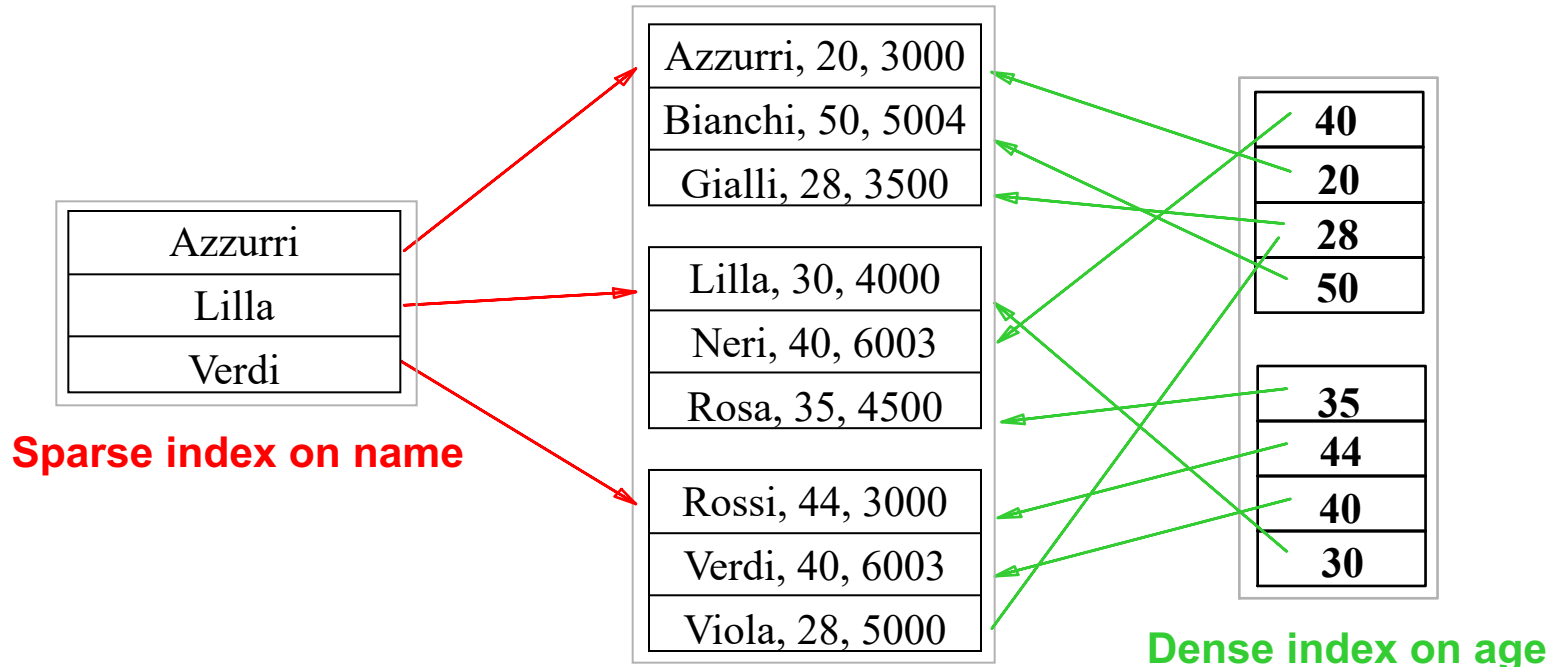 Azzurri
Lilla
Verdi
Sparse index on name
Azzurri, 20, 3000
Bianchi, 50, 5004
Gialli, 28, 3500
Lilla, 30, 4000
Neri, 40, 6003
Rosa, 35, 4500
Rossi, 44, 3000
Verdi, 40, 6003
Viola, 28, 5000
40
20
28
50
35
44
40
30
Dense index on age